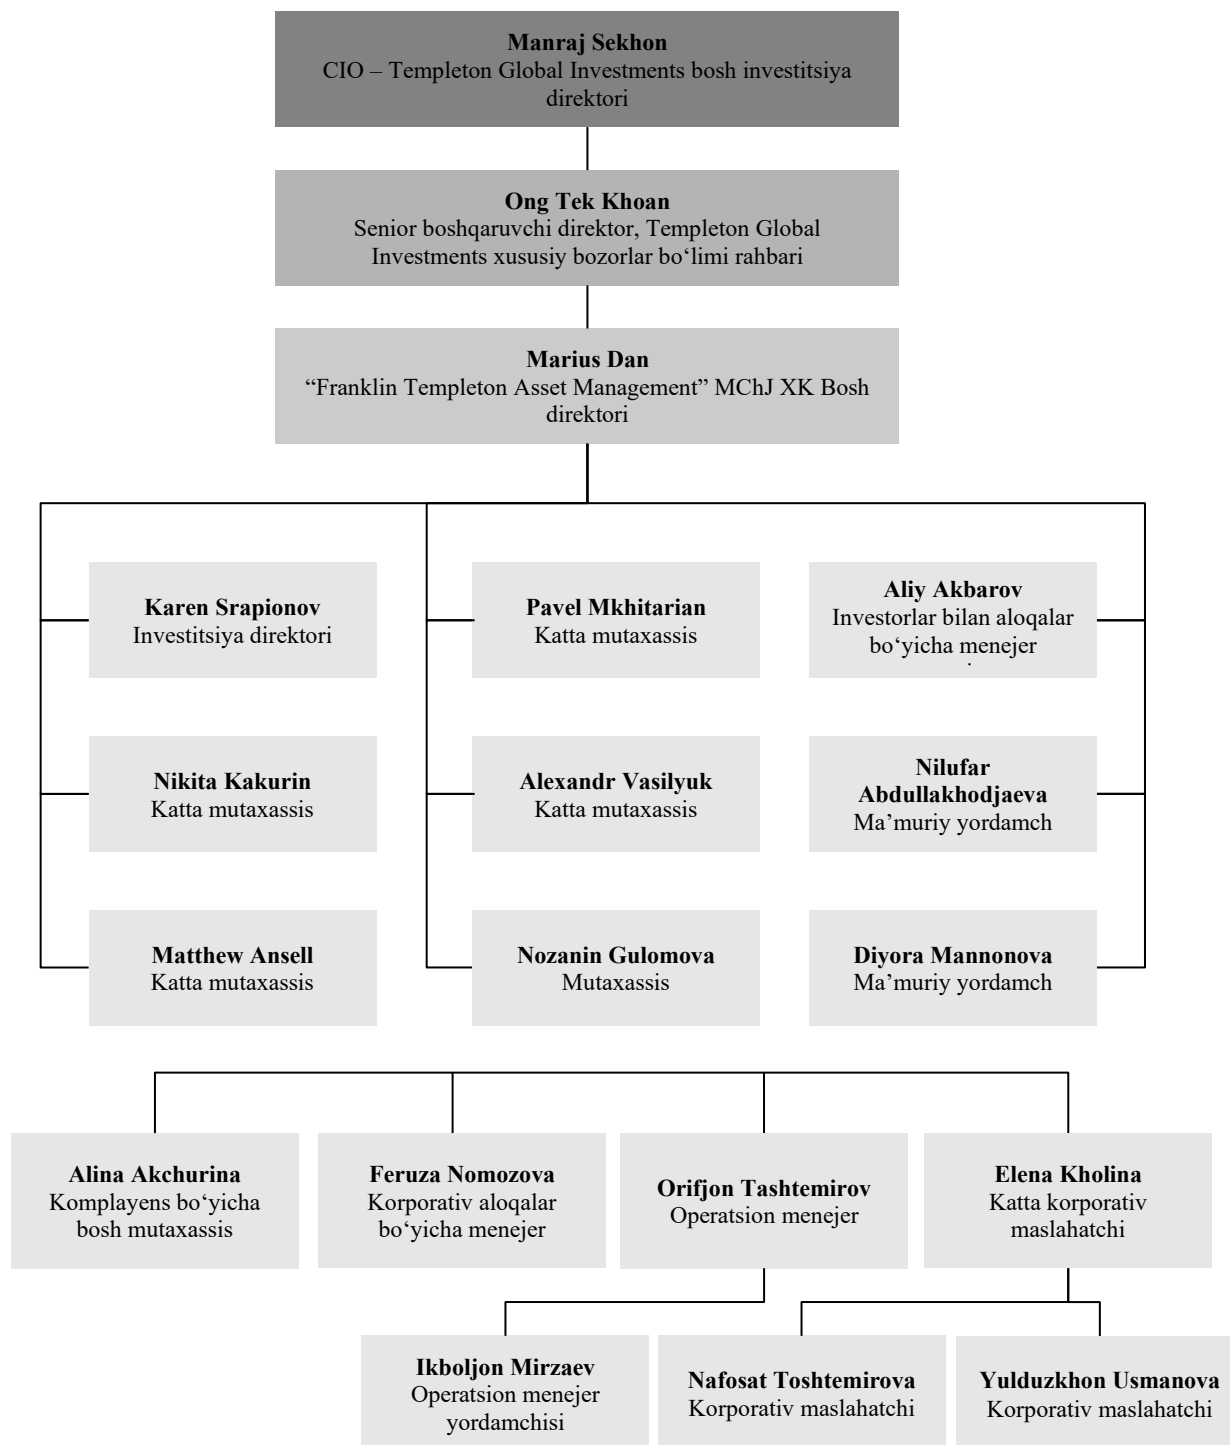 Manraj Sekhon
CIO – Templeton Global Investments bosh investitsiya
direktori
Ong Tek Khoan
Senior boshqaruvchi direktor, Templeton Global
Investments xususiy bozorlar bo‘limi rahbari
Marius Dan
“Franklin Templeton Asset Management” MChJ XK Bosh
direktori
Karen Srapionov
Investitsiya direktori
Pavel Mkhitarian
Katta mutaxassis
Aliy Akbarov
Investorlar bilan aloqalar
bo‘yicha menejer
Nikita Kakurin
Katta mutaxassis
Alexandr Vasilyuk
Katta mutaxassis
Nilufar
Abdullakhodjaeva
Ma’muriy yordamch
Matthew Ansell
Katta mutaxassis
Nozanin Gulomova
Mutaxassis
Diyora Mannonova
Ma’muriy yordamch
Alina Akchurina
Komplayens bo‘yicha
bosh mutaxassis
Feruza Nomozova
Korporativ aloqalar
bo‘yicha menejer
Orifjon Tashtemirov
Operatsion menejer
Elena Kholina
Katta korporativ
maslahatchi
Ikboljon Mirzaev
Operatsion menejer
yordamchisi
Nafosat Toshtemirova
Korporativ maslahatchi
Yulduzkhon Usmanova
Korporativ maslahatchi